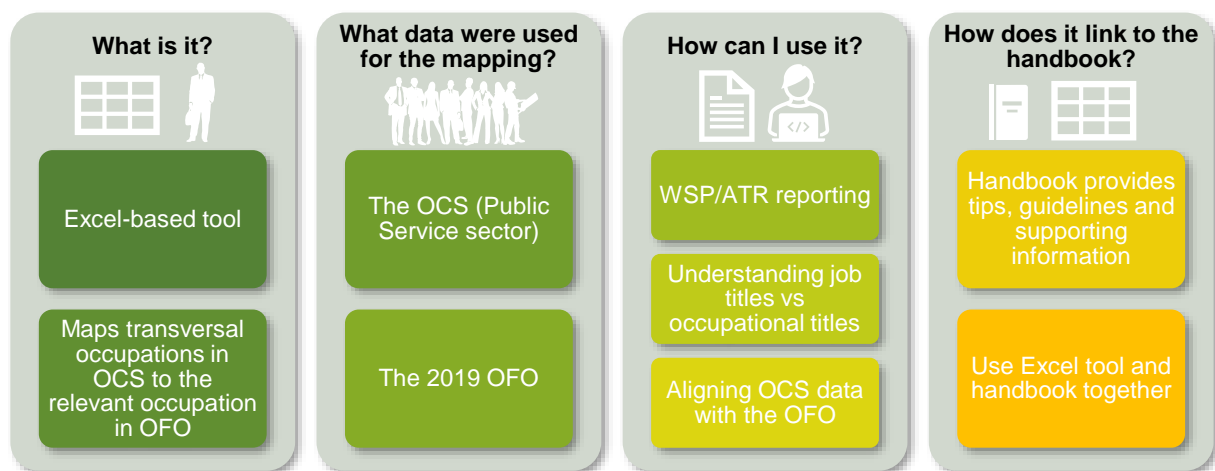 What is it?
Excel-based tool
Maps transversal
occupations in
OCS to the
relevant occupation
in OFO
What data were used
for the mapping?
The OCS (Public
Service sector)
The 2019 OFO
How can I use it?
</>
WSP/ATR reporting
Understanding job
titles vs
occupational titles
Aligning OCS data
with the OFO
How does it link to the
handbook?
Handbook provides
tips, guidelines and
supporting
information
Use Excel tool and
handbook together